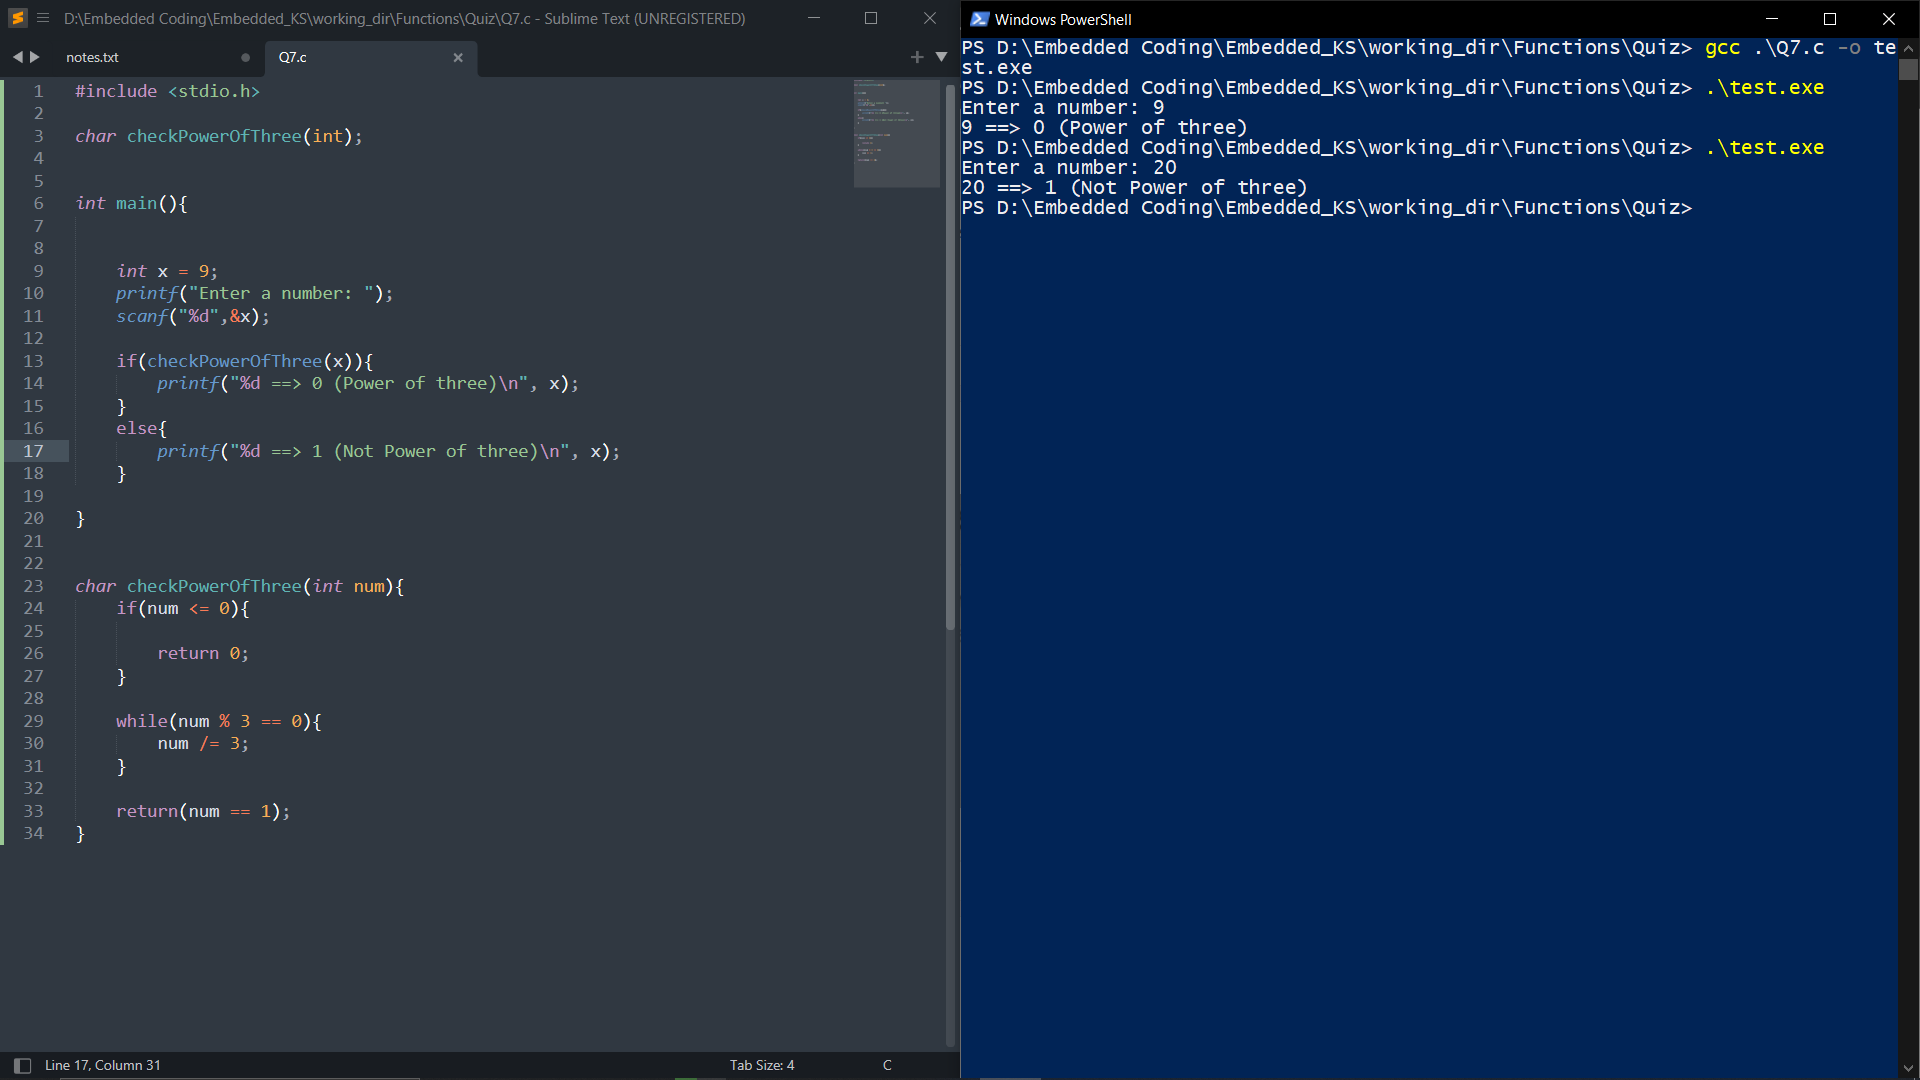 D:\Embedded Coding\Embedded_KS\working_dir\Functions\Quiz\Q7.c - Sublime Text (UNREGISTERED)
notes.txt
Q7.c
1 #include <stdio.h>
2
3 char checkPowerOfThree(int);
4
5
6 int main(){
7
8
9 int x = 9;
10 printf("Enter a number: ");
11 scanf("%d",&x);
12
13 if(checkPowerOfThree(x)){
14 printf("%d ==> 0 (Power of three)\n", x);
15 }
16 else{
17 printf("%d ==> 1 (Not Power of three)\n", x);
18 }
19
20 }
21
22
23 char checkPowerOfThree(int num){
24 if(num <= 0){
25
26 return 0;
27 }
28
29 while(num % 3 == 0){
30 num /= 3;
31 }
32
33 return(num == 1);
34 }
Line 17, Column 31
Tab Size: 4
C
Windows PowerShell
PS D:\Embedded Coding\Embedded_KS\working_dir\Functions\Quiz> gcc .\Q7.c -o te
st.exe
PS D:\Embedded Coding\Embedded_KS\working_dir\Functions\Quiz> .\test.exe
Enter a number: 9
9 ==> 0 (Power of three)
PS D:\Embedded Coding\Embedded_KS\working_dir\Functions\Quiz> .\test.exe
Enter a number: 20
20 ==> 1 (Not Power of three)
PS D:\Embedded Coding\Embedded_KS\working_dir\Functions\Quiz>